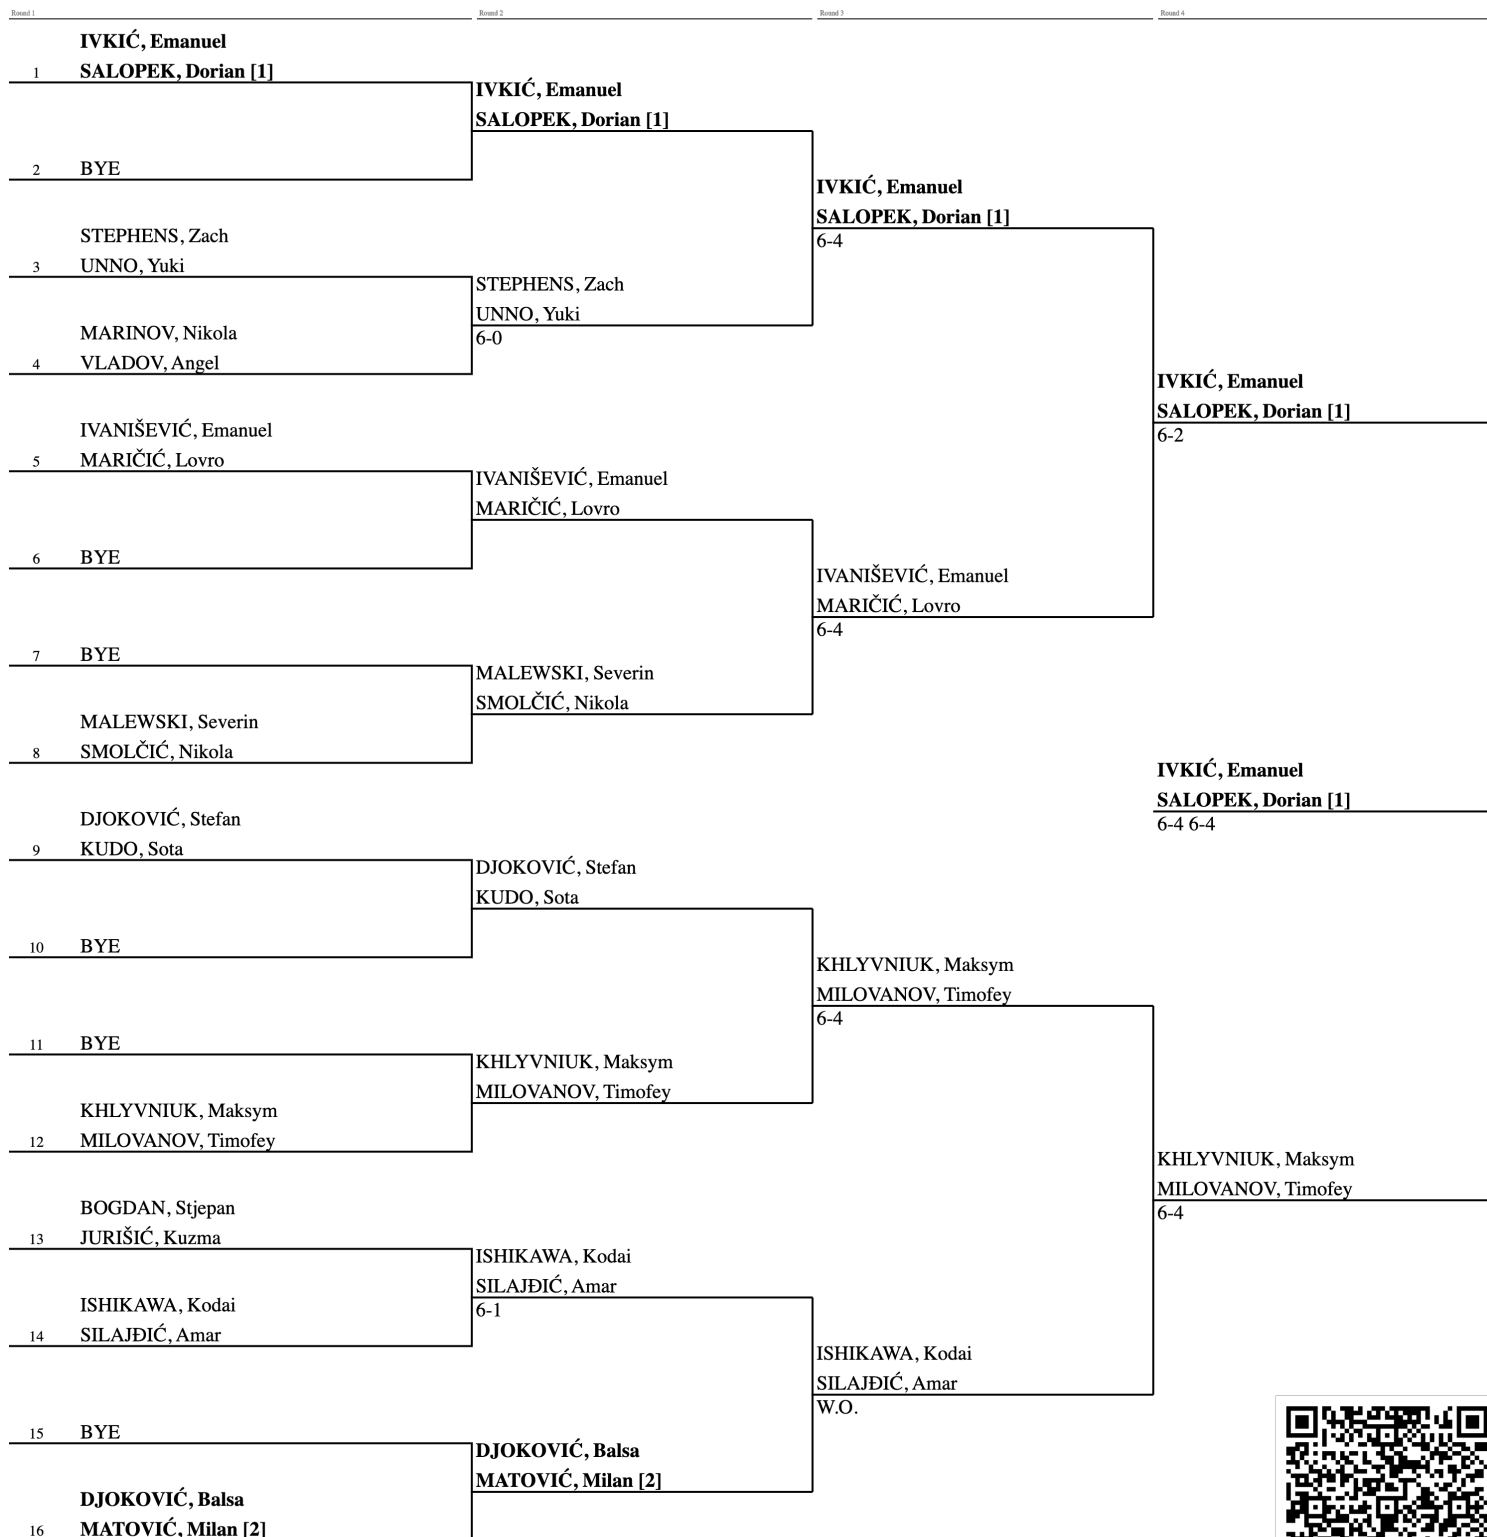 Round 1
Round 2
Round 3
Round 4
IVKIĆ, Emanuel
1 SALOPEK, Dorian [1]
2 BYE
STEPHENS, Zach
3 UNNO, Yuki
MARINOV, Nikola
4 VLADOV, Angel
IVANIŠEVIĆ, Emanuel
5 MARIČIĆ, Lovro
6 BYE
7 BYE
MALEWSKI, Severin
8 SMOLČIĆ, Nikola
DJOKOVIĆ, Stefan
9 KUDO, Sota
10 BYE
11 BYE
KHLYVNIUK, Maksym
12 MILOVANOV, Timofey
BOGDAN, Stjepan
13 JURIŠIĆ, Kuzma
ISHIKAWA, Kodai
14 SILAJĐIĆ, Amar
15 BYE
DJOKOVIĆ, Balsa
16 MATOVIĆ, Milan [2]
IVKIĆ, Emanuel
SALOPEK, Dorian [1]
STEPHENS, Zach
UNNO, Yuki
6-0
IVANIŠEVIĆ, Emanuel
MARIČIĆ, Lovro
MALEWSKI, Severin
SMOLČIĆ, Nikola
DJOKOVIĆ, Stefan
KUDO, Sota
KHLYVNIUK, Maksym
MILOVANOV, Timofey
ISHIKAWA, Kodai
SILAJĐIĆ, Amar
6-1
DJOKOVIĆ, Balsa
MATOVIĆ, Milan [2]
IVKIĆ, Emanuel
SALOPEK, Dorian [1]
6-4
IVANIŠEVIĆ, Emanuel
MARIČIĆ, Lovro
6-4
KHLYVNIUK, Maksym
MILOVANOV, Timofey
6-4
ISHIKAWA, Kodai
SILAJĐIĆ, Amar
W.O.
IVKIĆ, Emanuel
SALOPEK, Dorian [1]
6-2
IVKIĆ, Emanuel
SALOPEK, Dorian [1]
6-4 6-4
KHLYVNIUK, Maksym
MILOVANOV, Timofey
6-4